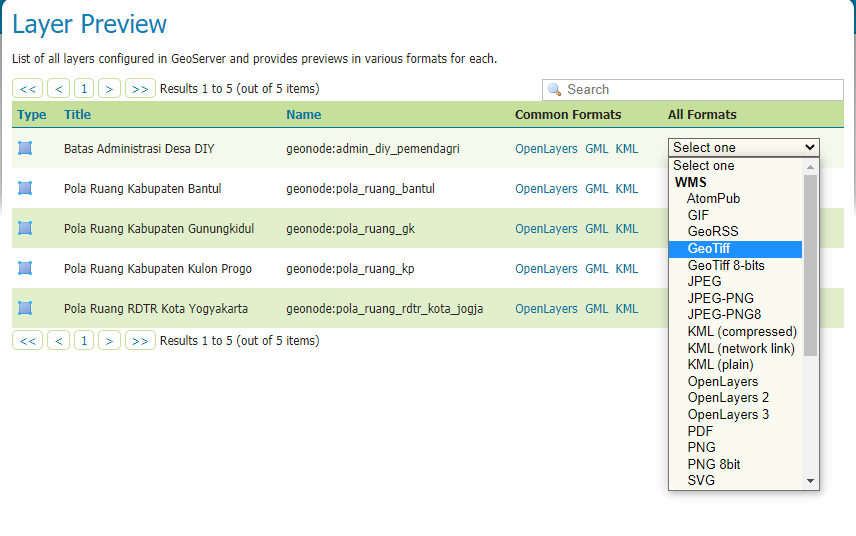 Layer Preview
List of all layers configured in GeoServer and provides previews in various formats for each.
<< < 1 > >> Results 1 to 5 (out of 5 items) Search
Type Title Name Common Formats All Formats
Batas Administrasi Desa DIY geonode:admin_diy_pemendagri OpenLayers GML KML Select one
Pola Ruang Kabupaten Bantul geonode:pola_ruang_bantul OpenLayers GML KML
Pola Ruang Kabupaten Gunungkidul geonode:pola_ruang_gk OpenLayers GML KML
Pola Ruang Kabupaten Kulon Progo geonode:pola_ruang_kp OpenLayers GML KML
Pola Ruang RDTR Kota Yogyakarta geonode:pola_ruang_rdtr_kota_jogja OpenLayers GML KML
<< < 1 > >> Results 1 to 5 (out of 5 items)
Select one
WMS
AtomPub
GIF
GeoRSS
GeoTiff
GeoTiff 8-bits
JPEG
JPEG-PNG
JPEG-PNG8
KML (compressed)
KML (network link)
KML (plain)
OpenLayers
OpenLayers 2
OpenLayers 3
PDF
PNG
PNG 8bit
SVG